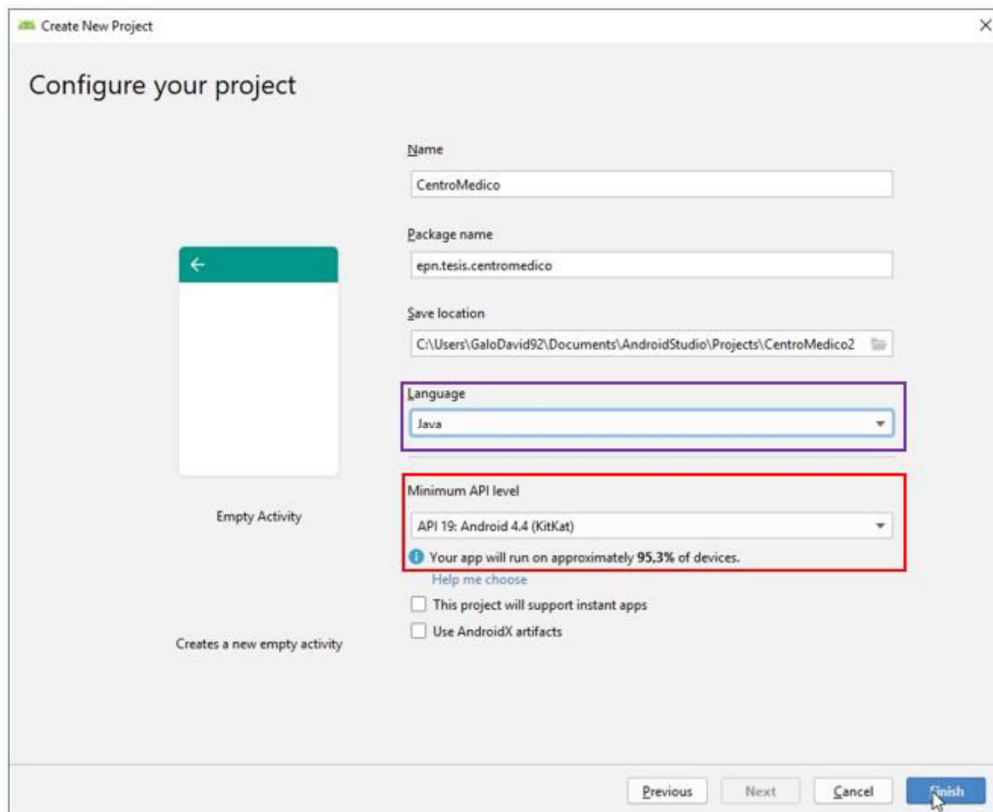 Create New Project
Configure your project
Name
CentroMedico
Package name
epn.tesis.centromedico
Save location
C:\Users\GaloDavid92\Documents\AndroidStudio\Projects\CentroMedico2
Language
Java
Minimum API level
API 19: Android 4.4 (KitKat)
Your app will run on approximately 95,3% of devices.
Help me choose
This project will support instant apps
Use AndroidX artifacts
Empty Activity
Creates a new empty activity
Previous
Next
Cancel
Finish